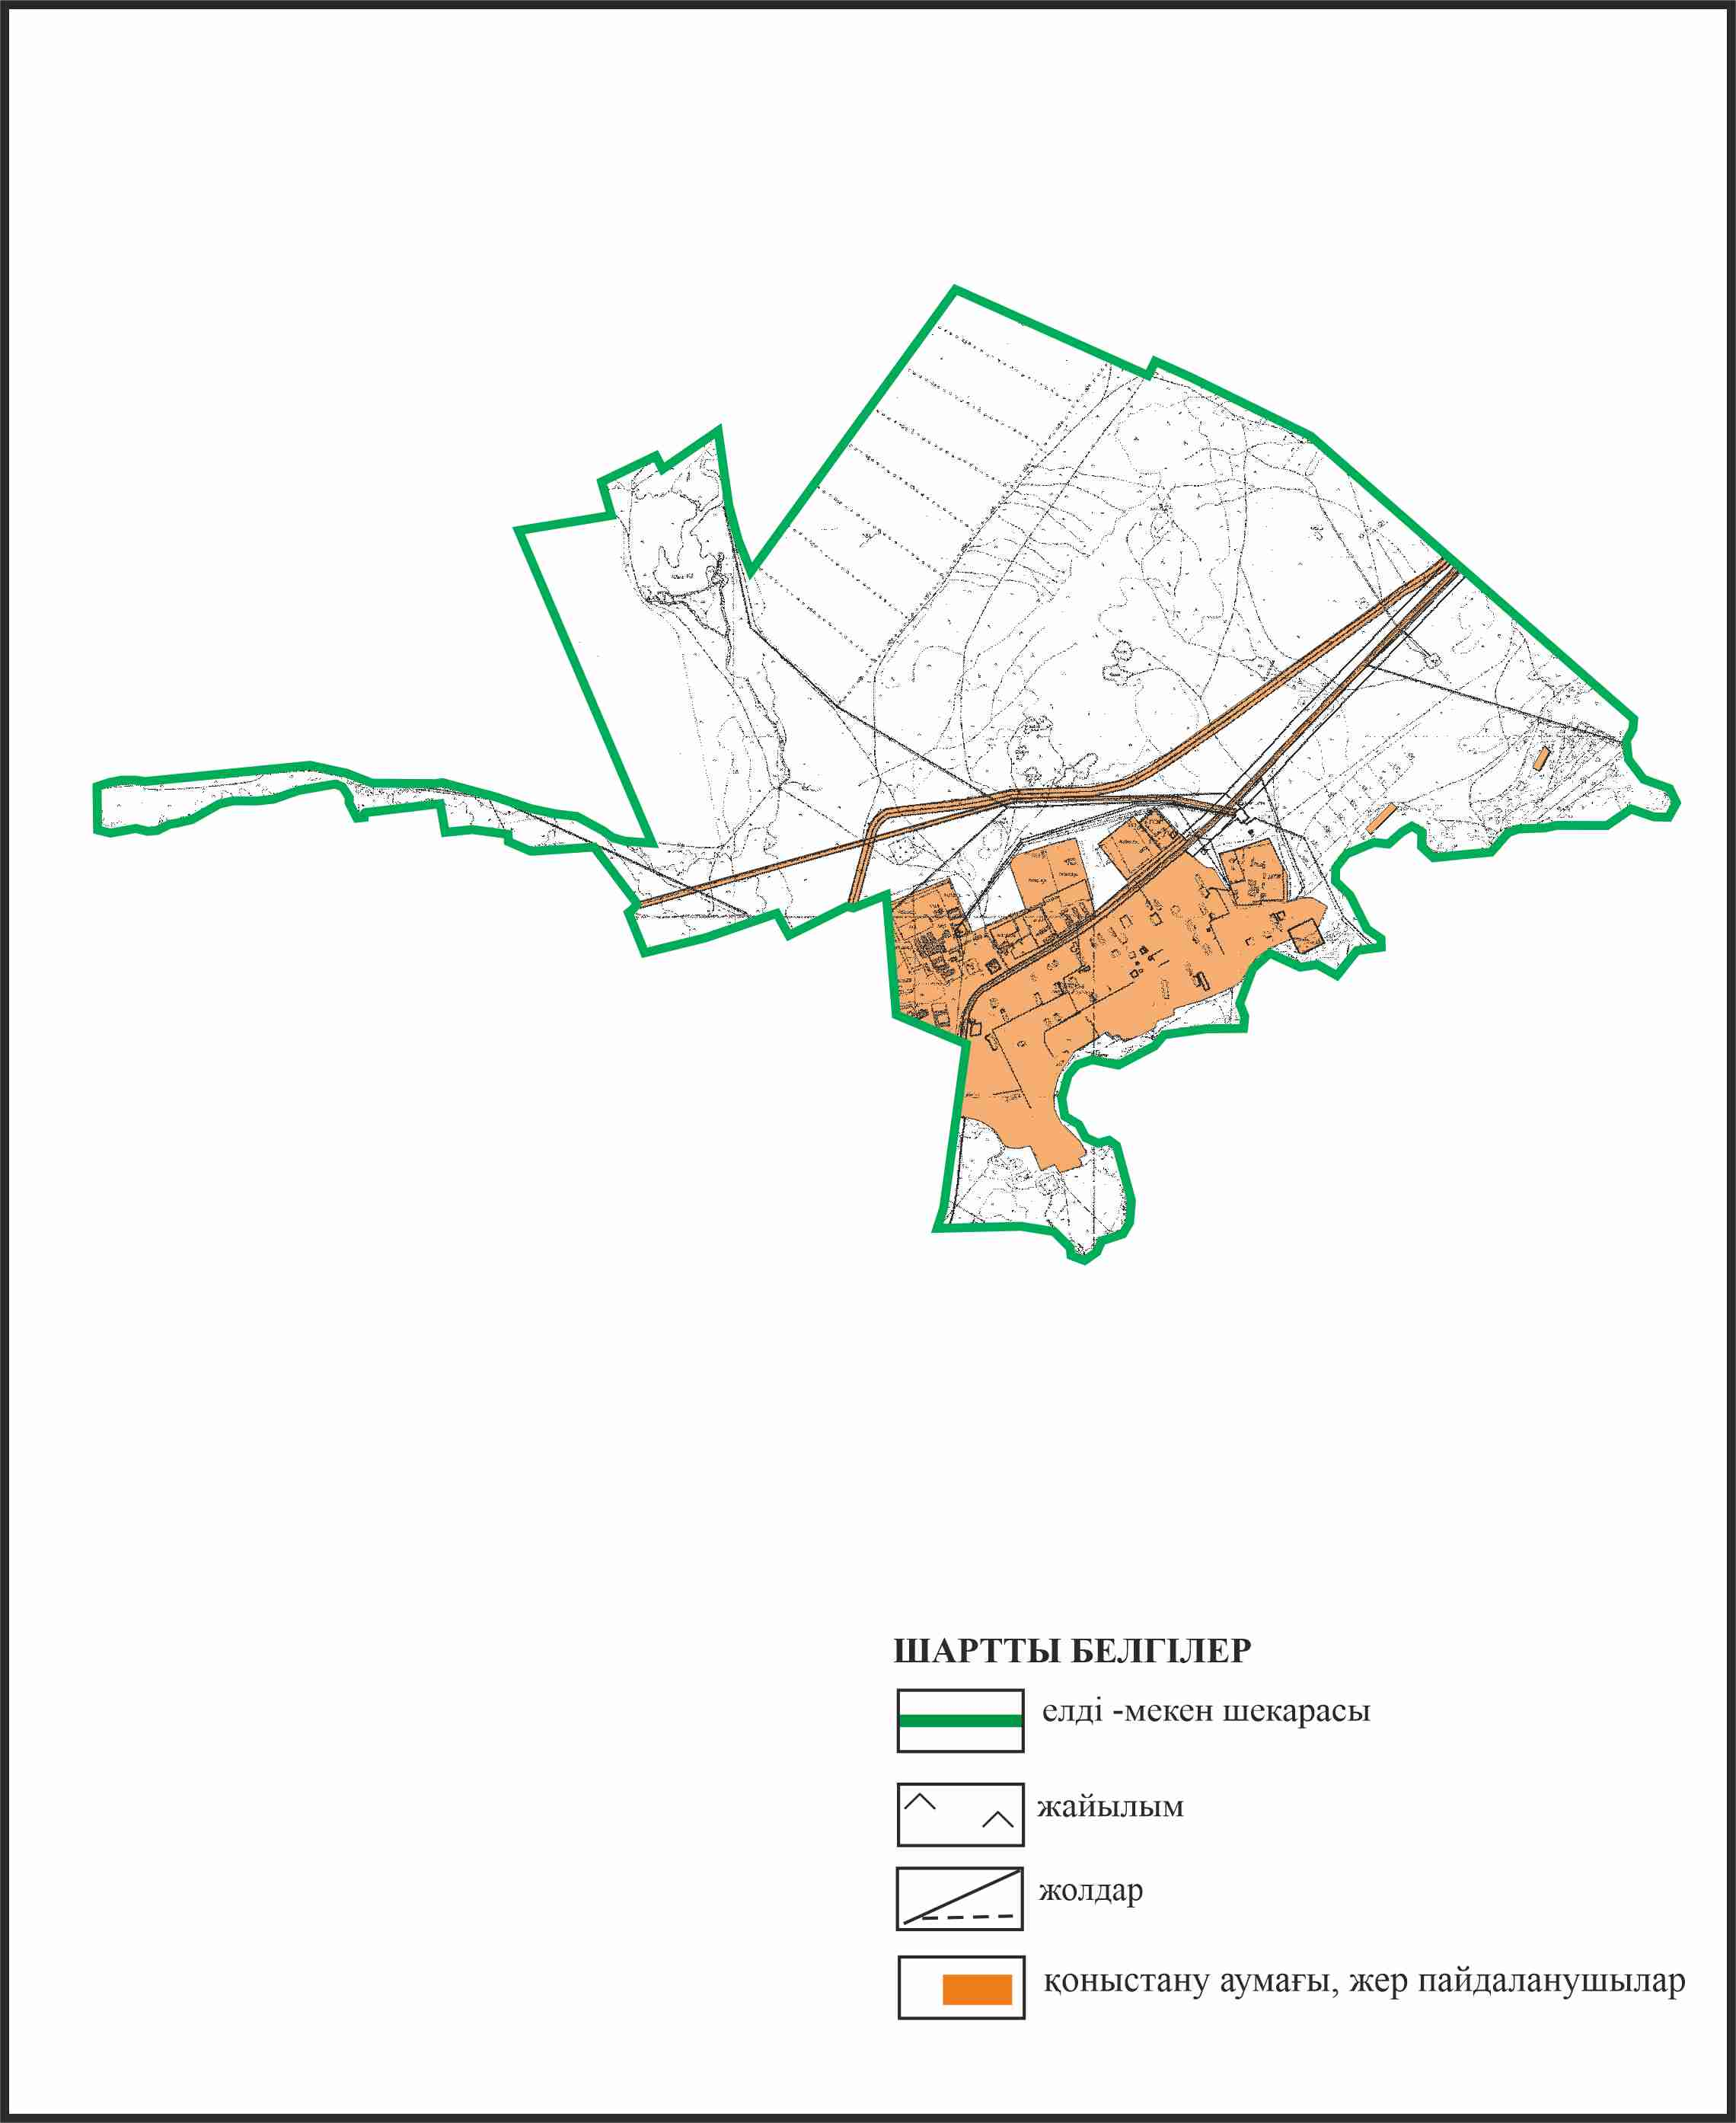 ШАРТТЫ БЕЛГІЛЕР
елді -мекен шекарасы
жайылым
жолдар
қоныстану аумағы, жер пайдаланушылар